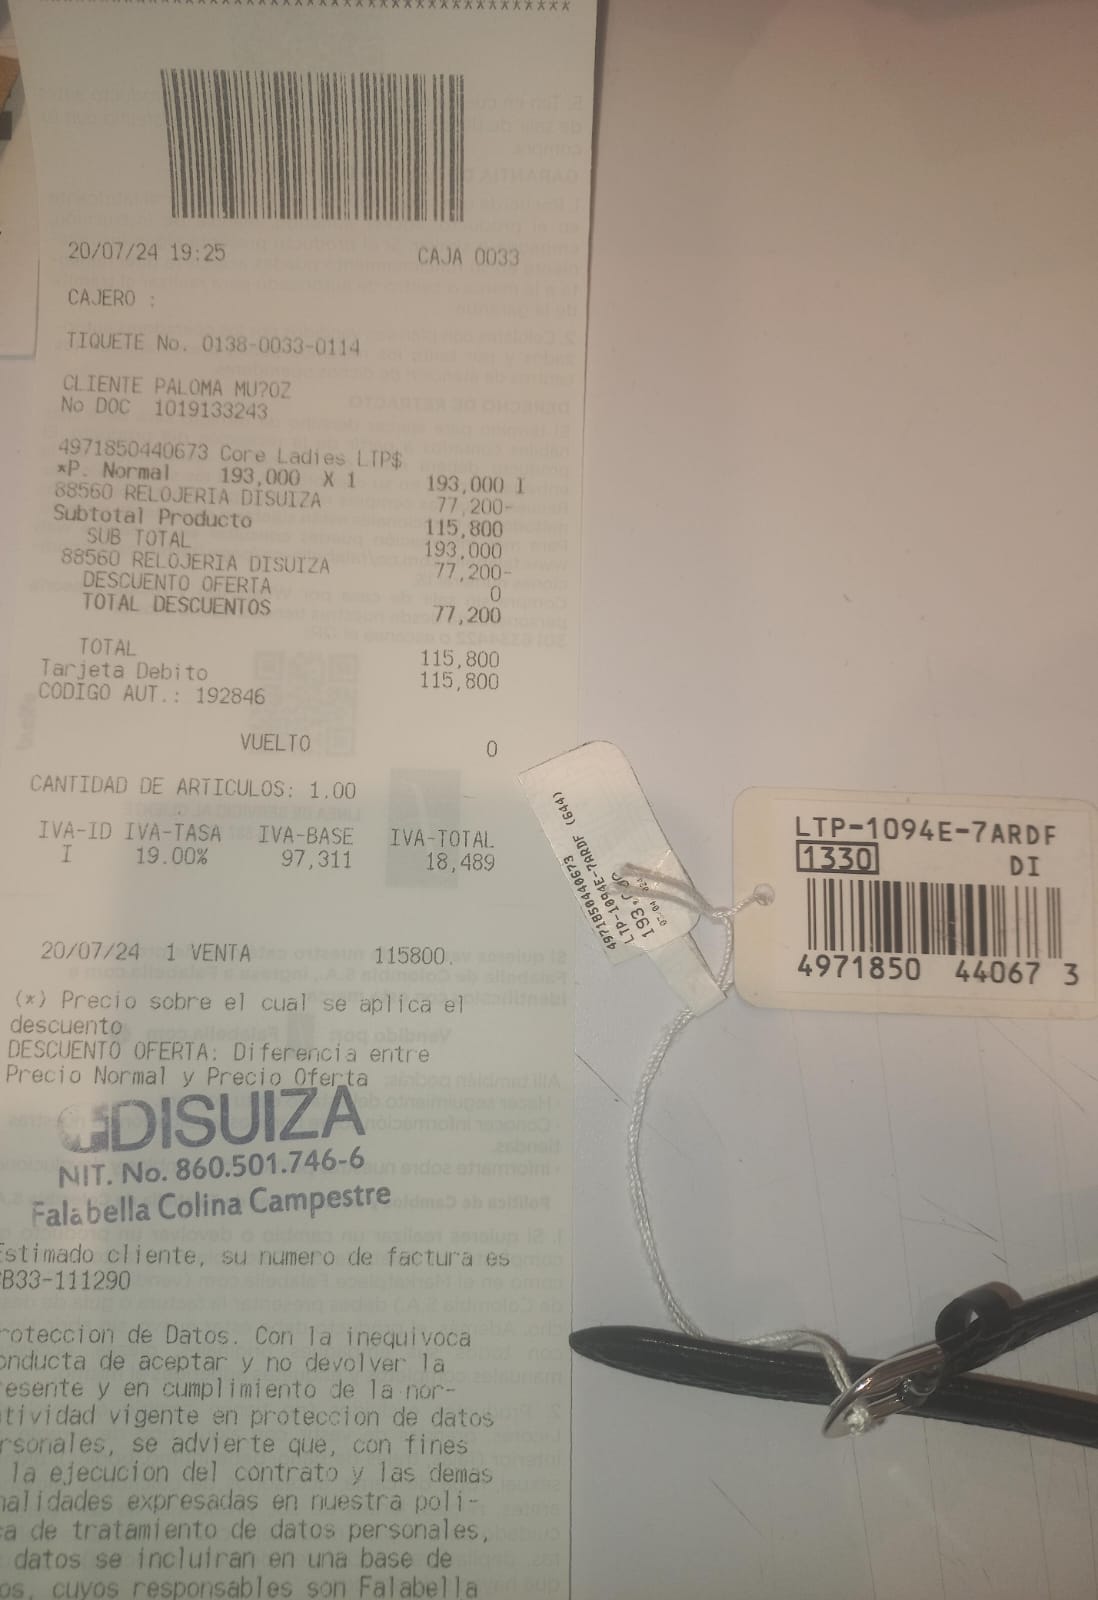 ********************************************
20/07/24 19:25 CAJA 0033
CAJERO :
TIQUETE No. 0138-0033-0114
CLIENTE PALOMA MU?OZ
No DOC 1019133243
4971850440673 Core Ladies LTP$
*P. Normal 193,000 X 1 193,000 I
88560 RELOJERIA DISUIZA 77,200-
Subtotal Producto 115,800
SUB TOTAL 193,000
88560 RELOJERIA DISUIZA 77,200-
DESCUENTO OFERTA 0
TOTAL DESCUENTOS 77,200
TOTAL 115,800
Tarjeta Debito 115,800
CODIGO AUT.: 192846
VUELTO 0
CANTIDAD DE ARTICULOS: 1.00
IVA-ID IVA-TASA IVA-BASE IVA-TOTAL
I 19.00% 97,311 18,489
20/07/24 1 VENTA 115800.
(*) Precio sobre el cual se aplica el
descuento
DESCUENTO OFERTA: Diferencia entre
Precio Normal y Precio Oferta
DISUIZA
NIT. No. 860.501.746-6
Falabella Colina Campestre
Estimado cliente, su numero de factura es
B33-111290
roteccion de Datos. Con la inequivoca
onducta de aceptar y no devolver la
resente y en cumplimiento de la nor-
tividad vigente en proteccion de datos
rsonales, se advierte que, con fines
la ejecucion del contrato y las demas
nalidades expresadas en nuestra poli-
ca de tratamiento de datos personales,
datos se incluiran en una base de
os, cuyos responsables son Falabella
4971850440673
LTP-1094E-7ARDF (644)
193.
LTP-1094E-7ARDF
1330 DI
4971850 44067 3